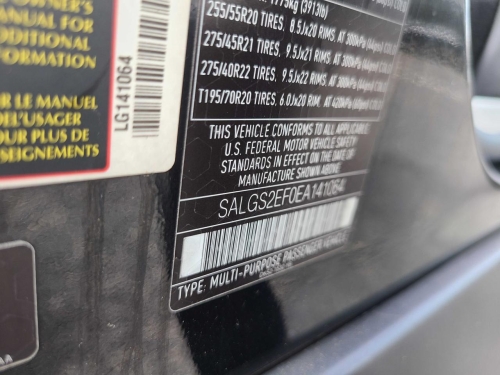 OWNER'S
MANUAL FOR
ADDITIONAL
LE MANUEL
DE L'USAGER
POUR PLUS DE
RENSEIGNEMENTS
LG141064
(3913lb)
255/55R20 TIRES, 8.5Jx20 RIMS AT
275/45R21 TIRES, 9.5Jx21 RIMS AT
275/40R22 TIRES, 9.5Jx22 RIMS AT
T195/70R20 TIRES, 6.0Jx20 RIM, AT 420kPa
THIS VEHICLE CONFORMS TO ALL APPLICABLE
U.S. FEDERAL MOTOR VEHICLE SAFETY
STANDARDS IN EFFECT ON THE DATE OF
MANUFACTURE SHOWN ABOVE
SALGS2EF0EA141064
TYPE: MULTI-PURPOSE PASSENGER VEHICLE